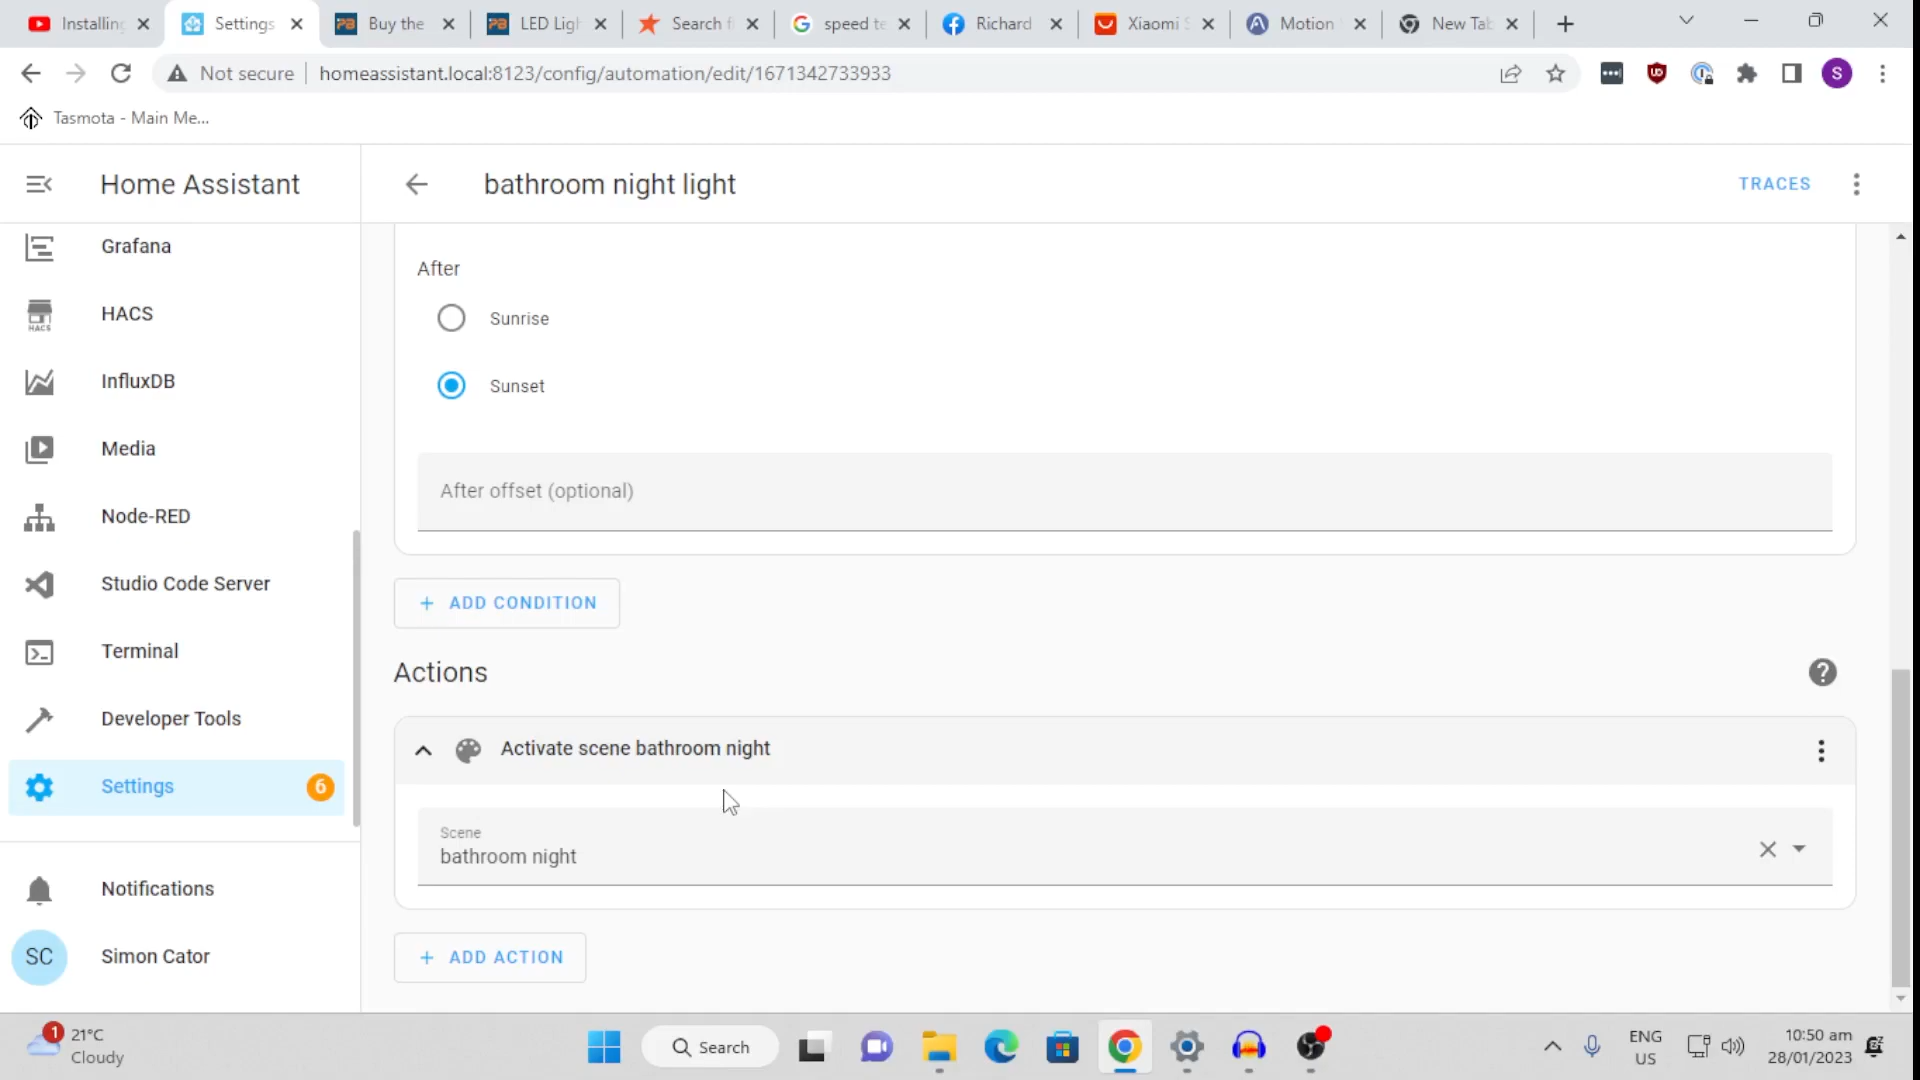 Installing
Settings
Buy the
LED Ligh
Search f
speed te
Richard
Xiaomi S
Motion
New Tab
Not secure
homeassistant.local:8123/config/automation/edit/1671342733933
S
Tasmota - Main Me...
Home Assistant
bathroom night light
TRACES
Grafana
HACS
InfluxDB
Media
Node-RED
Studio Code Server
Terminal
Developer Tools
Settings
6
Notifications
SC
Simon Cator
After
Sunrise
Sunset
After offset (optional)
+ ADD CONDITION
Actions
Activate scene bathroom night
Scene
bathroom night
+ ADD ACTION
1
21°C
Cloudy
Search
ENG
US
10:50 am
28/01/2023